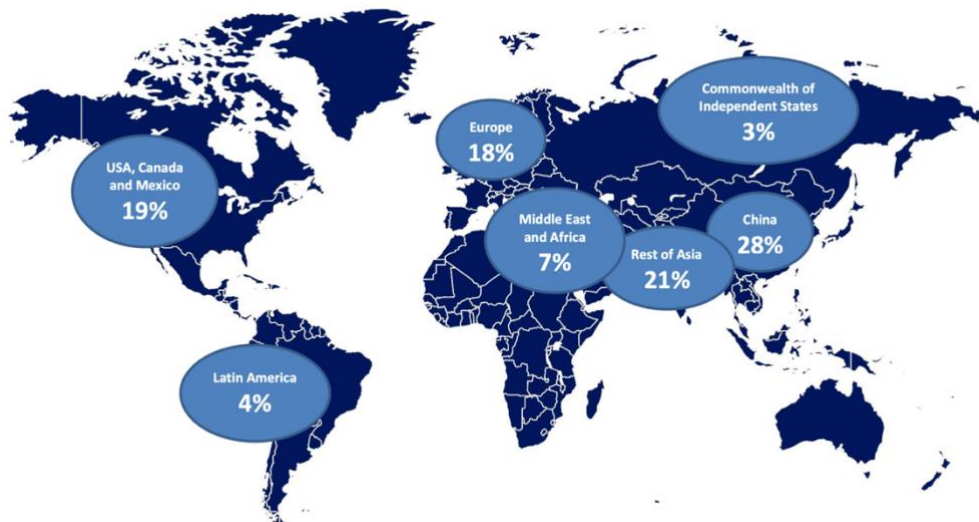 Commonwealth of
Independent States
3%
Europe
18%
USA, Canada
and Mexico
19%
Middle East
and Africa
7%
China
28%
Rest of Asia
21%
Latin America
4%